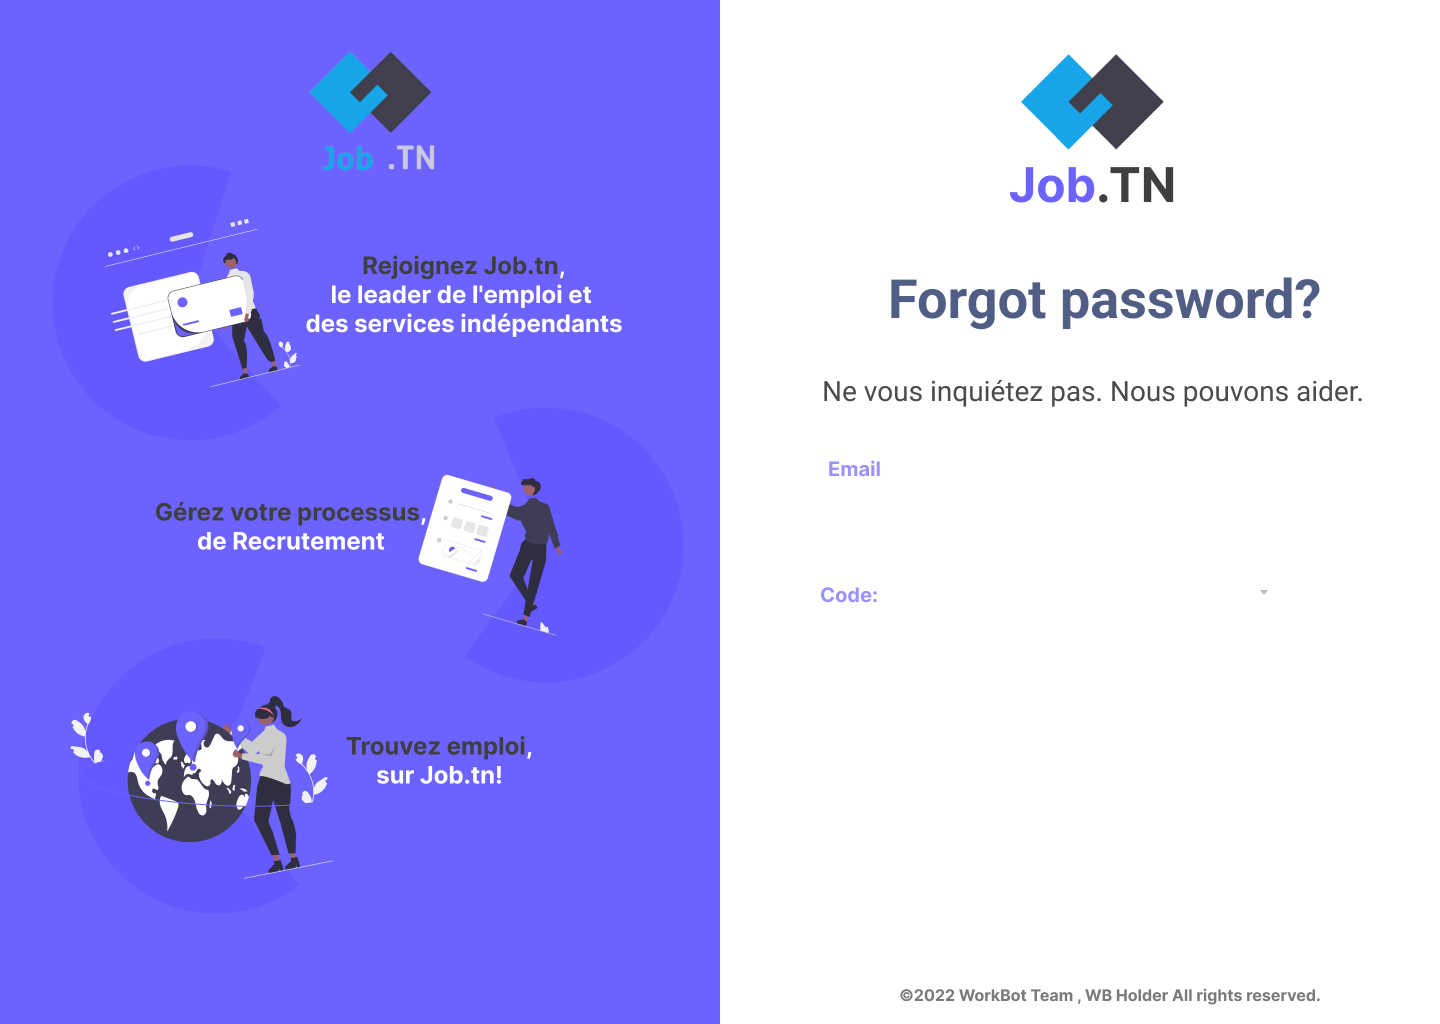 Job .TN
Rejoignez Job.tn,
le leader de l'emploi et
des services indépendants
Gérez votre processus,
de Recrutement
Trouvez emploi,
sur Job.tn!
Job.TN
Forgot password?
Ne vous inquiétez pas. Nous pouvons aider.
Email
Code:
©2022 WorkBot Team , WB Holder All rights reserved.